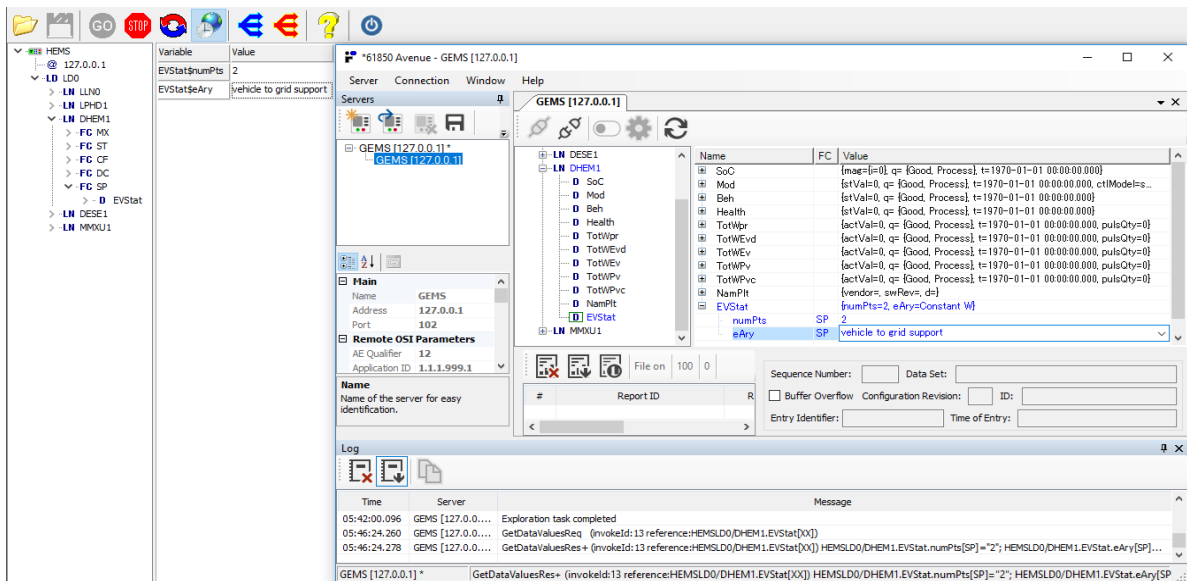 GO
STOP
HEMS
@ 127.0.0.1
LD LD0
LN LLN0
LN LPHD1
LN DHEM1
FC MX
FC ST
FC CF
FC DC
FC SP
D EVStat
LN DESE1
LN MMXU1
Variable Value
EVStat$numPts 2
EVStat$eAry vehicle to grid support
*61850 Avenue - GEMS [127.0.0.1]
Server Connection Window Help
Servers
GEMS [127.0.0.1] *
GEMS [127.0.0.1]
Main
Name GEMS
Address 127.0.0.1
Port 102
Remote OSI Parameters
AE Qualifier 12
Application ID 1.1.1.999.1
Name
Name of the server for easy
identification.
GEMS [127.0.0.1]
LN DESE1
LN DHEM1
D SoC
D Mod
D Beh
D Health
D TotWpr
D TotWEvd
D TotWEv
D TotWPv
D TotWPvc
D NamPlt
D EVStat
LN MMXU1
Name FC Value
SoC {mag={i=0}, q= {Good, Process}, t=1970-01-01 00:00:00.000}
Mod {stVal=0, q= {Good, Process}, t=1970-01-01 00:00:00.000, ctlModel=s...
Beh {stVal=0, q= {Good, Process}, t=1970-01-01 00:00:00.000}
Health {stVal=0, q= {Good, Process}, t=1970-01-01 00:00:00.000}
TotWpr {actVal=0, q= {Good, Process}, t=1970-01-01 00:00:00.000, pulsQty=0}
TotWEvd {actVal=0, q= {Good, Process}, t=1970-01-01 00:00:00.000, pulsQty=0}
TotWEv {actVal=0, q= {Good, Process}, t=1970-01-01 00:00:00.000, pulsQty=0}
TotWPv {actVal=0, q= {Good, Process}, t=1970-01-01 00:00:00.000, pulsQty=0}
TotWPvc {actVal=0, q= {Good, Process}, t=1970-01-01 00:00:00.000, pulsQty=0}
NamPlt {vendor=, swRev=, d=}
EVStat {numPts=2, eAry=Constant W}
numPts SP 2
eAry SP vehicle to grid support
File on 100 0
# Report ID R
Sequence Number: Data Set:
Buffer Overflow Configuration Revision: ID:
Entry Identifier: Time of Entry:
Log
Time Server Message
05:42:00.096 GEMS [127.0.0.... Exploration task completed
05:46:24.260 GEMS [127.0.0.... GetDataValuesReq (invokeId:13 reference:HEMSLD0/DHEM1.EVStat[XX])
05:46:24.278 GEMS [127.0.0.... GetDataValuesRes+ (invokeId:13 reference:HEMSLD0/DHEM1.EVStat[XX]) HEMSLD0/DHEM1.EVStat.numPts[SP]="2"; HEMSLD0/DHEM1.EVStat.eAry[SP]...
GEMS [127.0.0.1] * GetDataValuesRes+ (invokeId:13 reference:HEMSLD0/DHEM1.EVStat[XX]) HEMSLD0/DHEM1.EVStat.numPts[SP]="2"; HEMSLD0/DHEM1.EVStat.eAry[SP